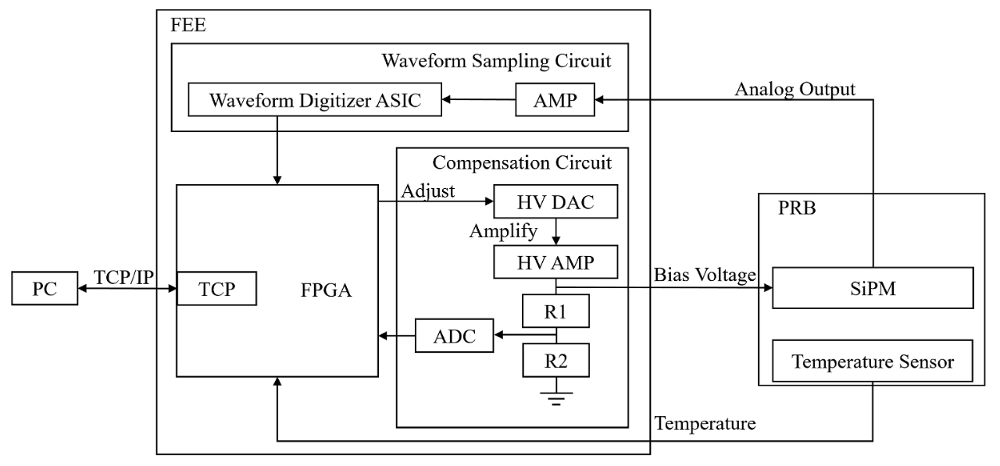 FEE
Waveform Sampling Circuit
Waveform Digitizer ASIC
AMP
Analog Output
Compensation Circuit
Adjust
HV DAC
Amplify
HV AMP
PRB
PC
TCP/IP
TCP
FPGA
Bias Voltage
SiPM
R1
ADC
R2
Temperature Sensor
Temperature